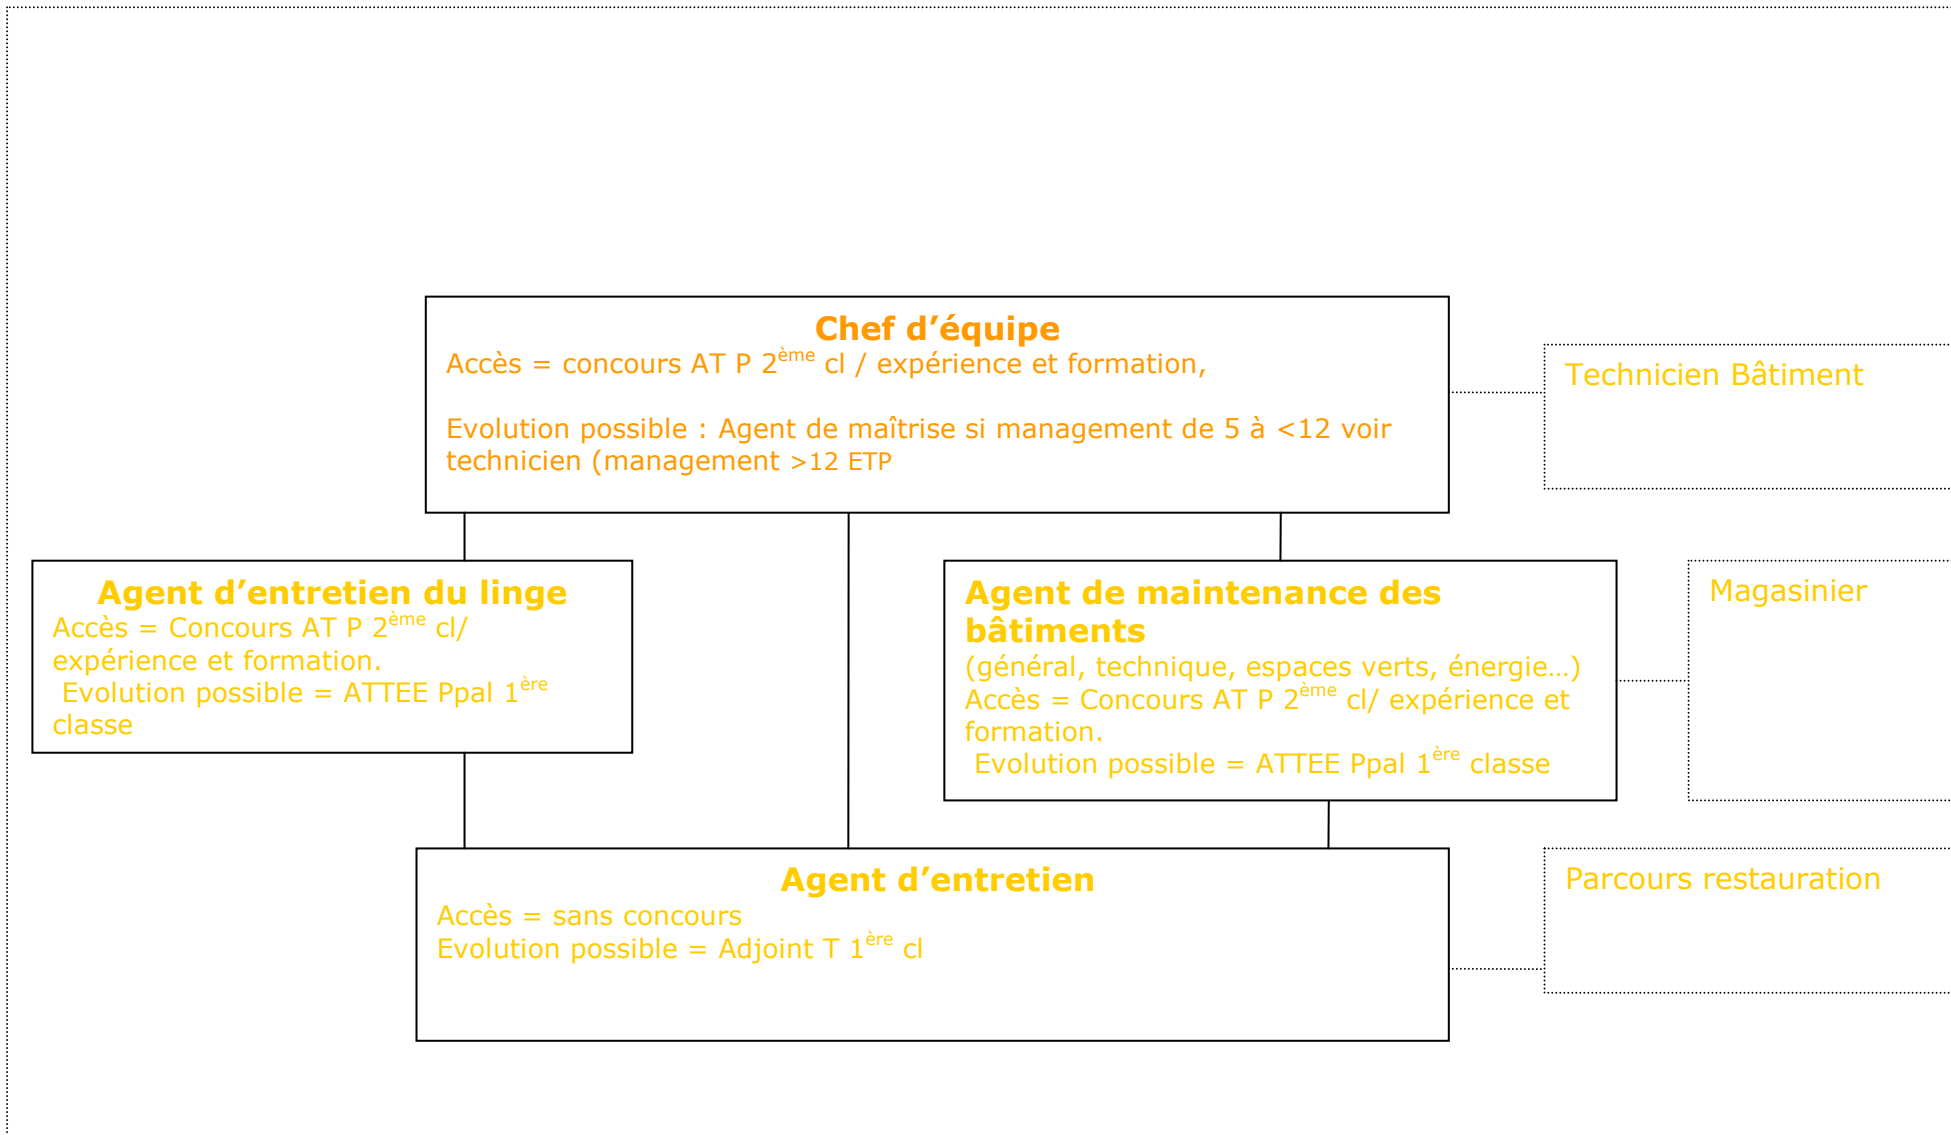 Chef d’équipe
Accès = concours AT P 2ème cl / expérience et formation,
Evolution possible : Agent de maîtrise si management de 5 à <12 voir
technicien (management >12 ETP
Technicien Bâtiment
Agent d’entretien du linge
Accès = Concours AT P 2ème cl/
expérience et formation.
Evolution possible = ATTEE Ppal 1ère
classe
Agent de maintenance des
bâtiments
(général, technique, espaces verts, énergie…)
Accès = Concours AT P 2ème cl/ expérience et
formation.
Evolution possible = ATTEE Ppal 1ère classe
Magasinier
Agent d’entretien
Accès = sans concours
Evolution possible = Adjoint T 1ère cl
Parcours restauration